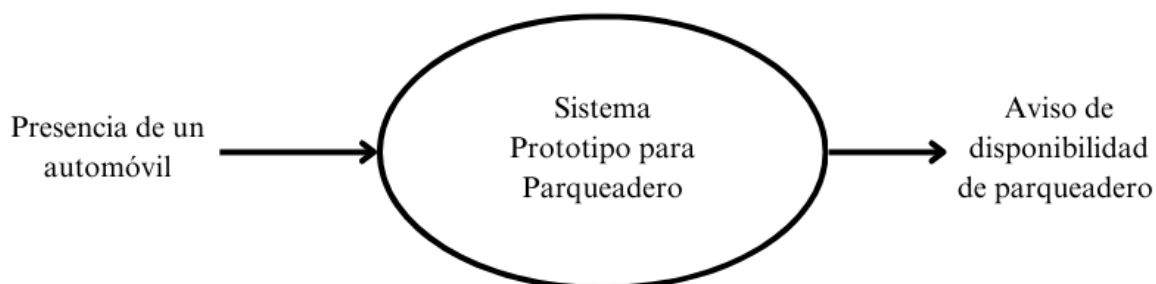 Presencia de un
automóvil
Sistema
Prototipo para
Parqueadero
Aviso de
disponibilidad
de parqueadero